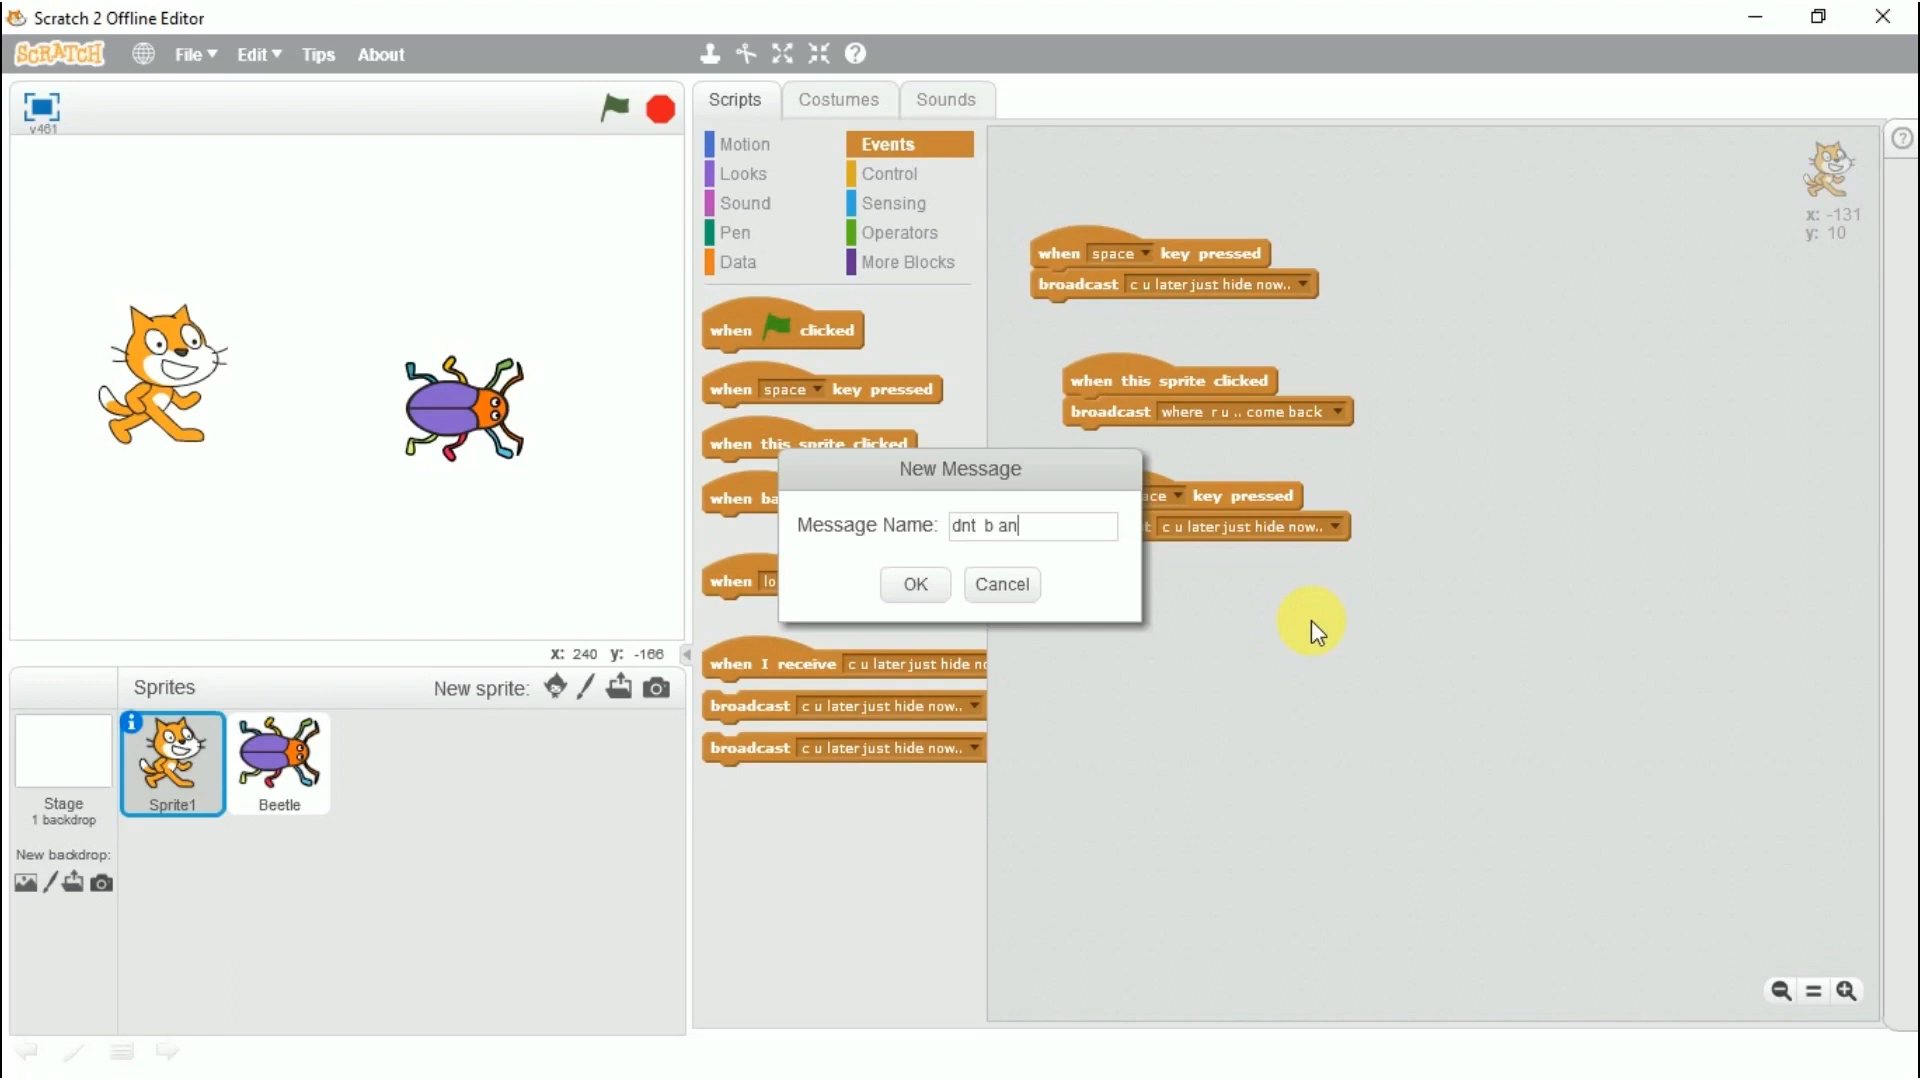 Scratch 2 Offline Editor
SCRATCH File Edit Tips About
v461
Scripts Costumes Sounds
Motion Events
Looks Control
Sound Sensing
Pen Operators
Data More Blocks
when clicked
when space key pressed
when this sprite clicked
when ba
when lo
when I receive c u later just hide no
broadcast c u later just hide now..
broadcast c u later just hide now..
x: -131
y: 10
when space key pressed
broadcast c u later just hide now..
when this sprite clicked
broadcast where r u .. come back
ace key pressed
t c u later just hide now..
New Message
Message Name: dnt b an
OK Cancel
x: 240 y: -166
Sprites New sprite:
Stage
1 backdrop
New backdrop:
Sprite1
Beetle